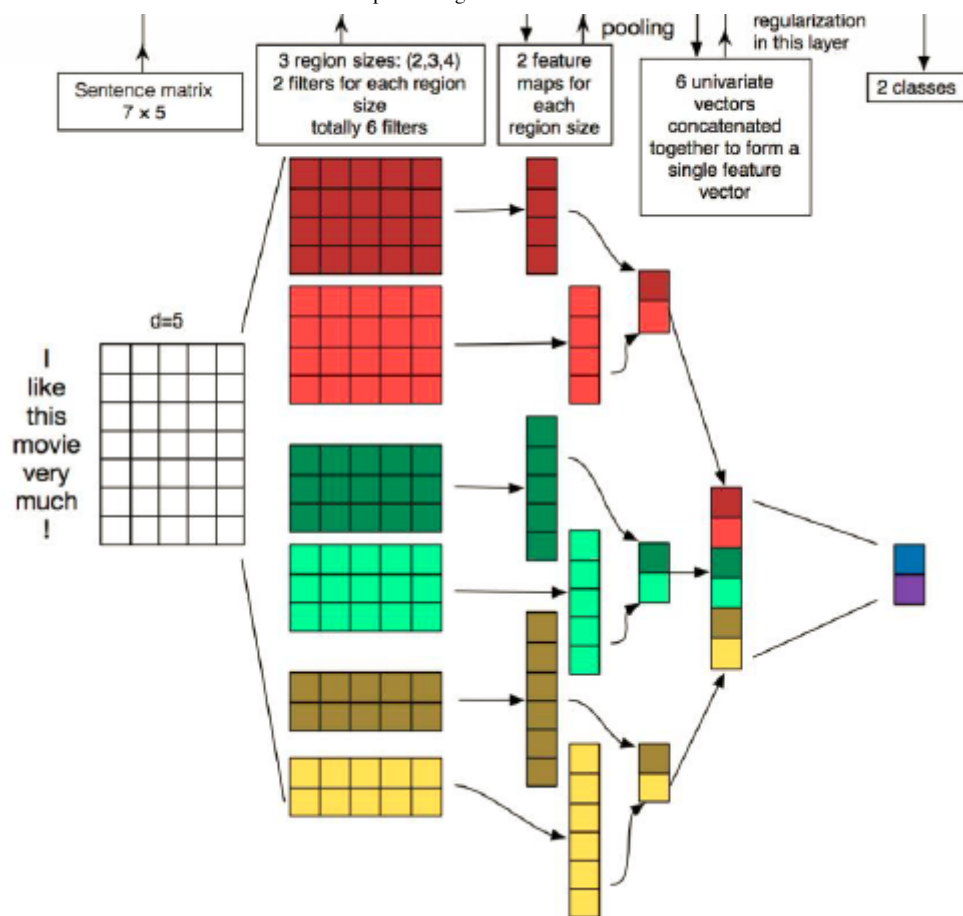 pooling
regularization
in this layer
Sentence matrix
7 × 5
3 region sizes: (2,3,4)
2 filters for each region
size
totally 6 filters
2 feature
maps for
each
region size
6 univariate
vectors
concatenated
together to form a
single feature
vector
2 classes
d=5
I
like
this
movie
very
much
!